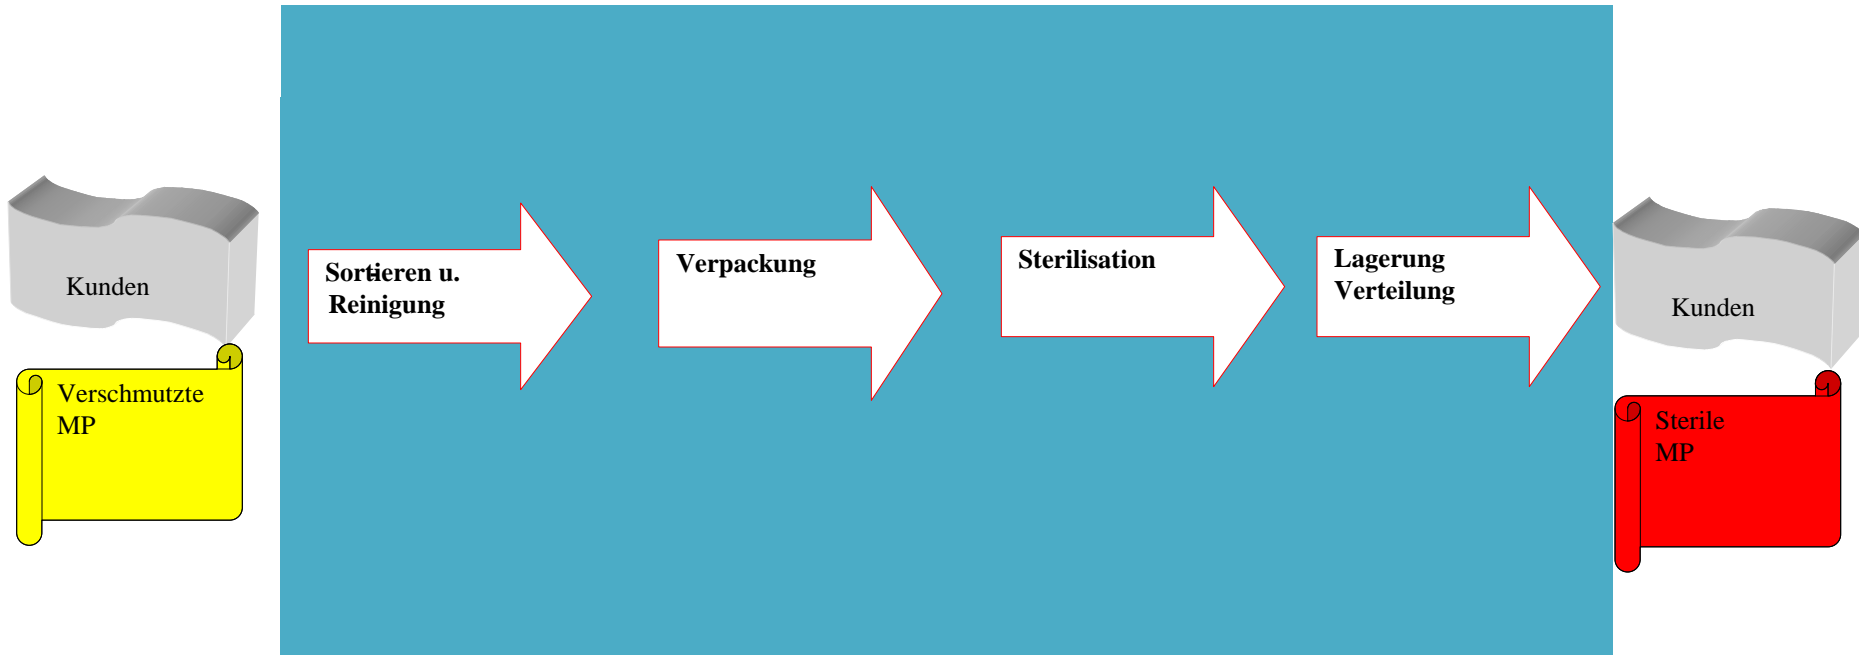 Kunden
Verschmutzte
MP
Sortieren u.
Reinigung
Verpackung
Sterilisation
Lagerung
Verteilung
Kunden
Sterile
MP